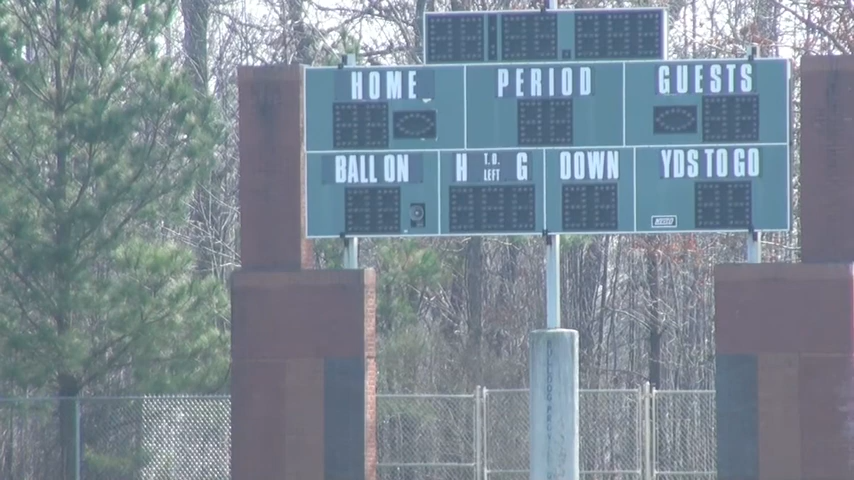 HOME PERIOD GUESTS
BALL ON H T.O. LEFT G DOWN YDS TO GO